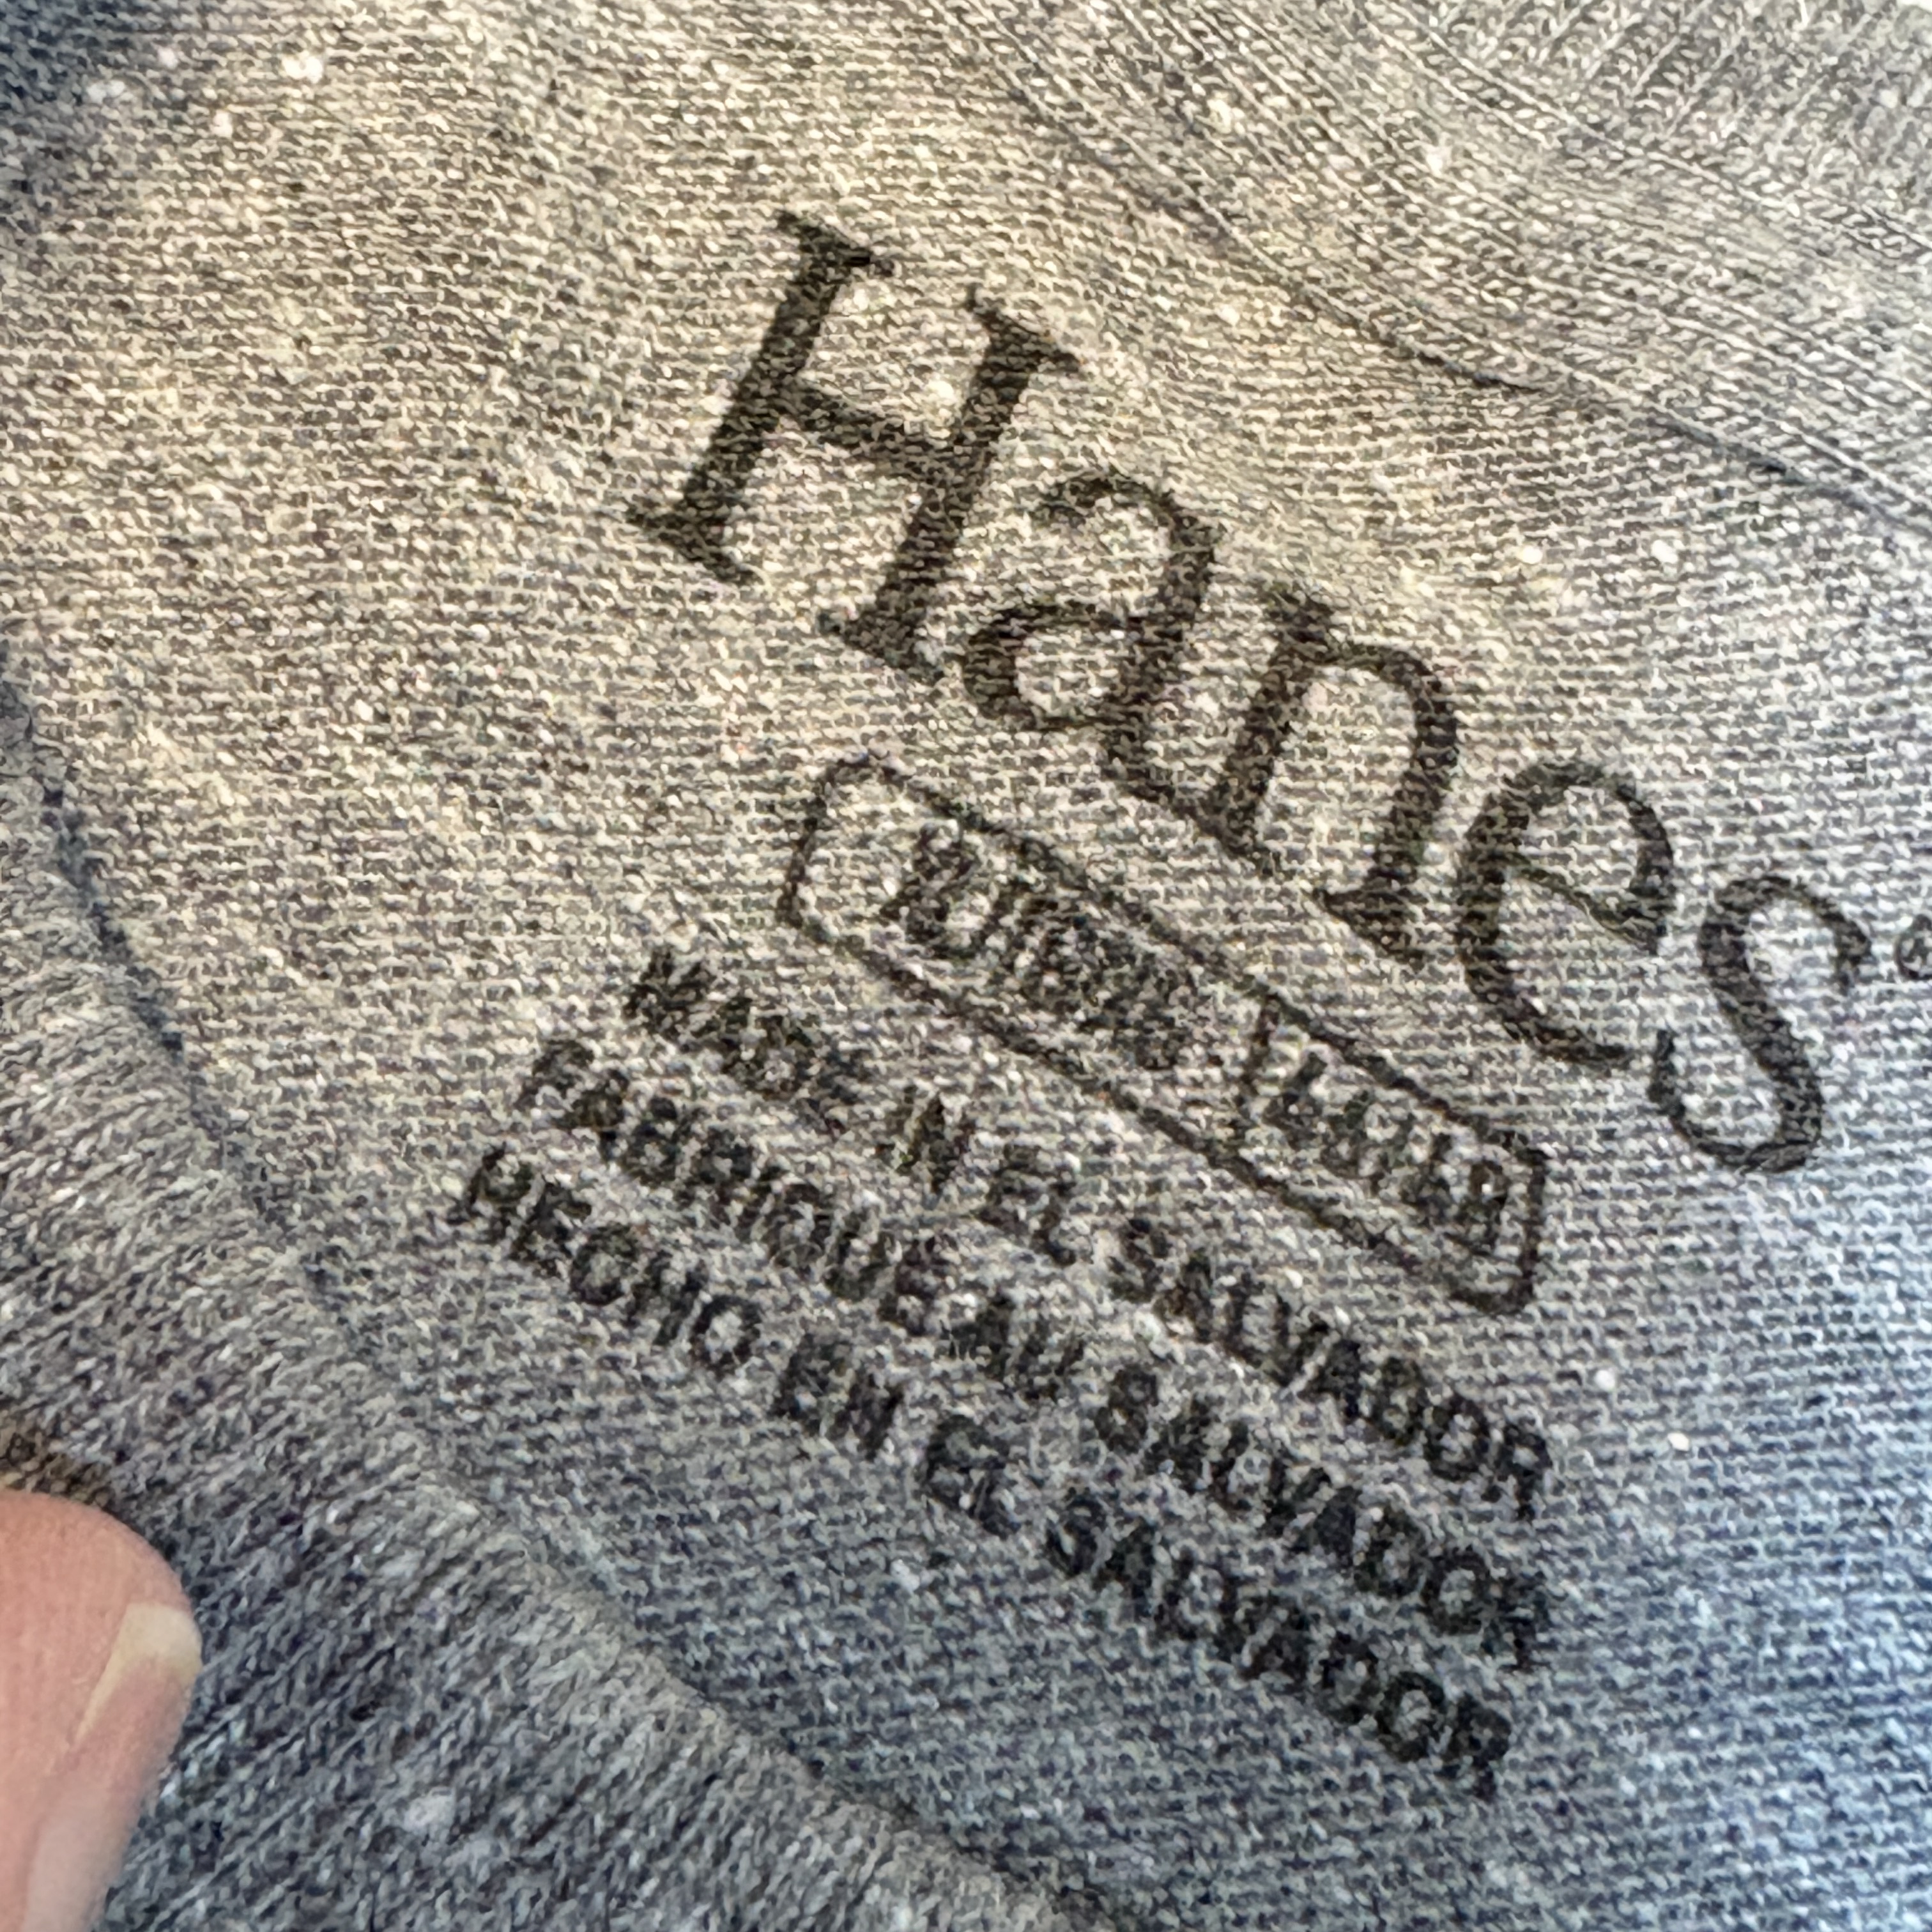 Hanes®
MADE IN EL SALVADOR
FABRIQUÉ AU SALVADOR
HECHO EN EL SALVADOR